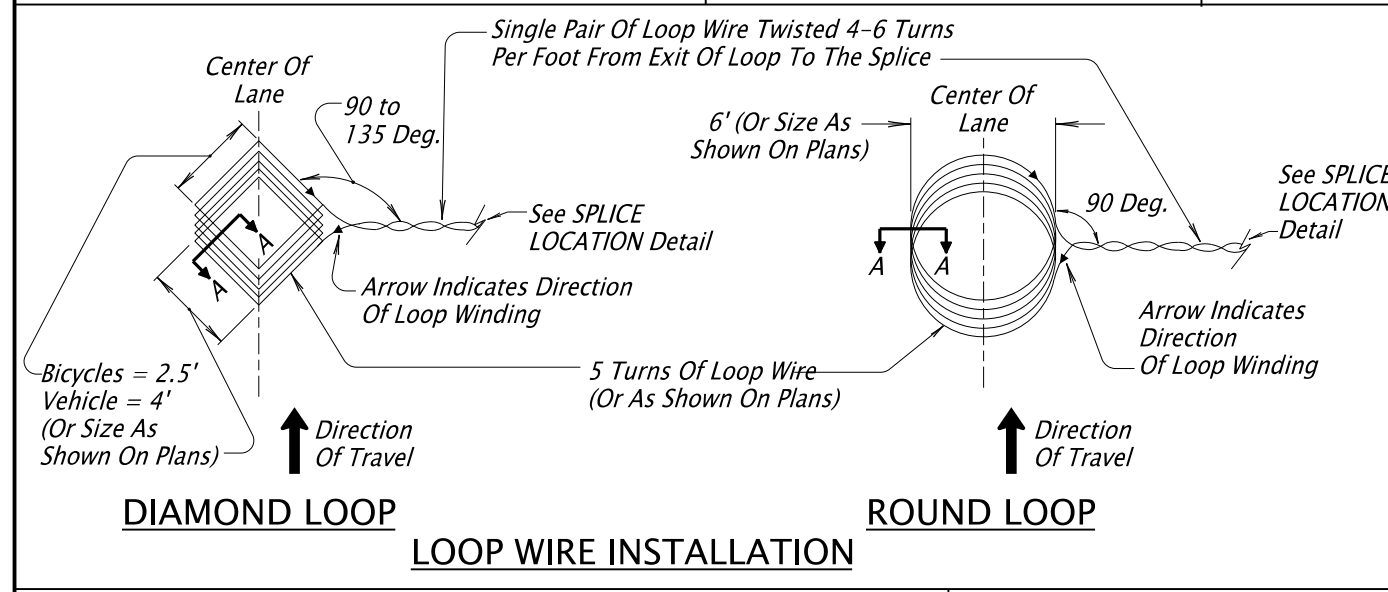 Single Pair Of Loop Wire Twisted 4-6 Turns
Per Foot From Exit Of Loop To The Splice
Center Of
Lane
90 to
135 Deg.
See SPLICE
LOCATION Detail
Arrow Indicates Direction
Of Loop Winding
Bicycles = 2.5'
Vehicle = 4'
(Or Size As
Shown On Plans)
A
A
Direction
Of Travel
5 Turns Of Loop Wire
(Or As Shown On Plans)
6' (Or Size As
Shown On Plans)
Center Of
Lane
90 Deg.
See SPLICE
LOCATION
Detail
A
A
Arrow Indicates
Direction
Of Loop Winding
Direction
Of Travel
DIAMOND LOOP
ROUND LOOP
LOOP WIRE INSTALLATION